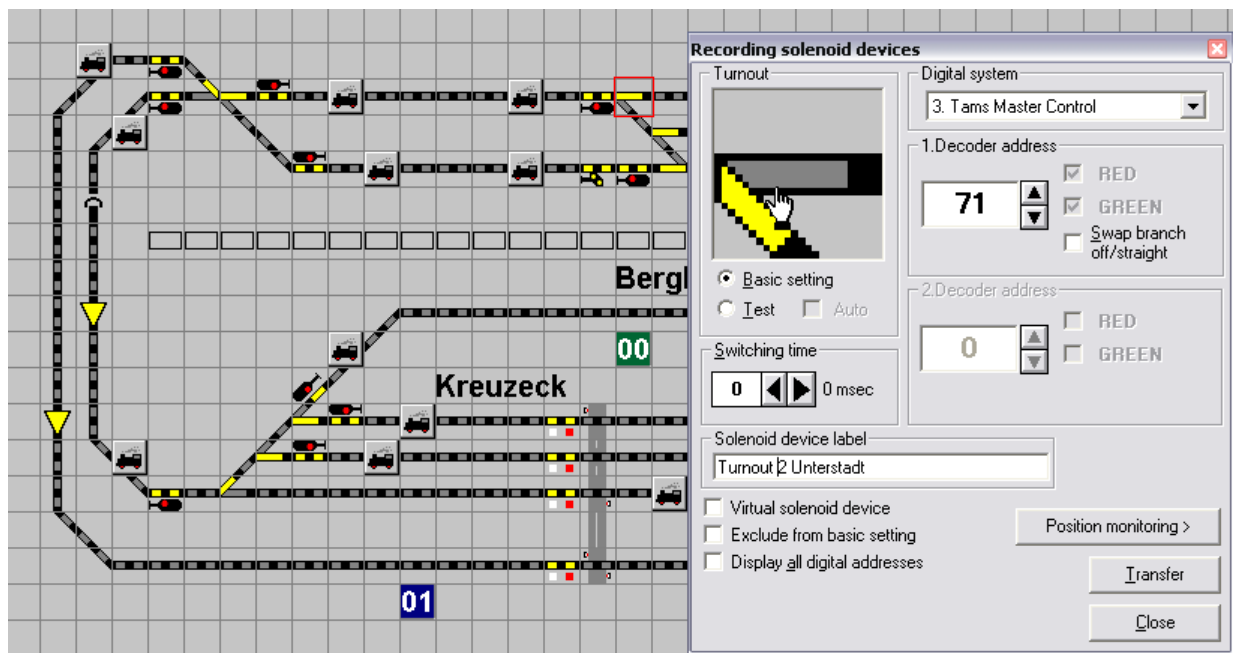 Recording solenoid devices
Turnout
Basic setting
Test
Auto
Switching time
0
0 msec
Digital system
3. Tams Master Control
1.Decoder address
71
RED
GREEN
Swap branch
off/straight
2.Decoder address
0
RED
GREEN
Solenoid device label
Turnout 2 Unterstadt
Virtual solenoid device
Exclude from basic setting
Display all digital addresses
Position monitoring >
Transfer
Close
00
Kreuzeck
01